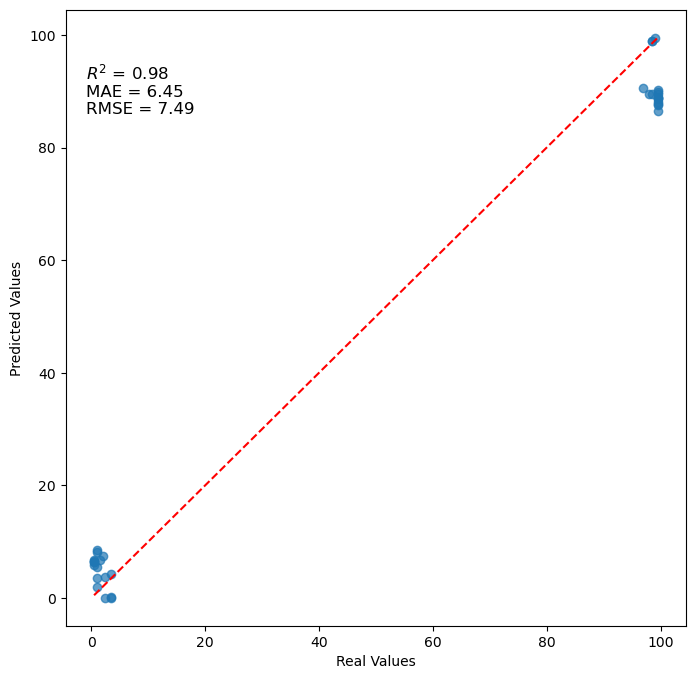 100
80
60
40
20
0
R² = 0.98
MAE = 6.45
RMSE = 7.49
Predicted Values
0 20 40 60 80 100
Real Values